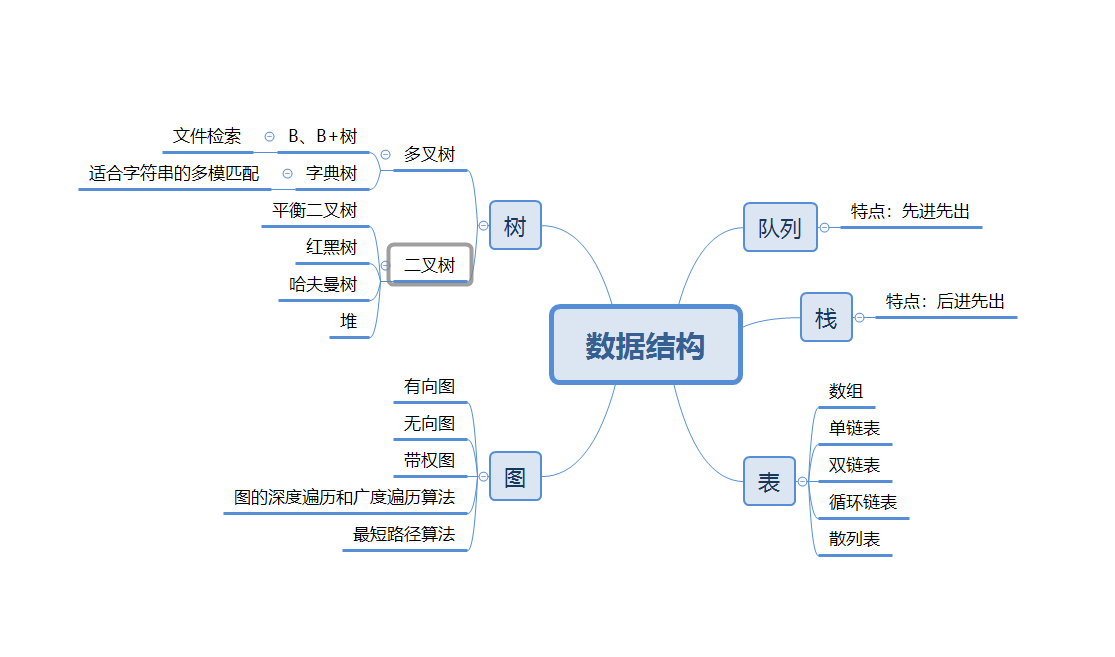 数据结构
队列
特点：先进先出
栈
特点：后进先出
表
数组
单链表
双链表
循环链表
散列表
树
多叉树
B、B+树
文件检索
字典树
适合字符串的多模匹配
二叉树
平衡二叉树
红黑树
哈夫曼树
堆
图
有向图
无向图
带权图
图的深度遍历和广度遍历算法
最短路径算法